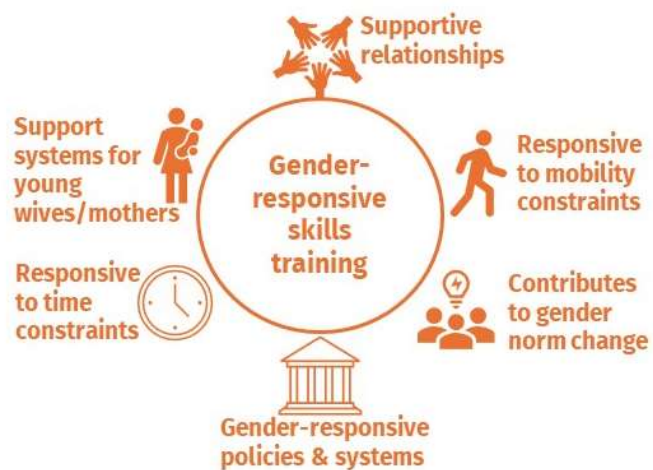 Supportive
relationships
Support
systems for
young
wives/mothers
Gender-
responsive
skills
training
Responsive
to mobility
constraints
Responsive
to time
constraints
Contributes
to gender
norm change
Gender-responsive
policies & systems